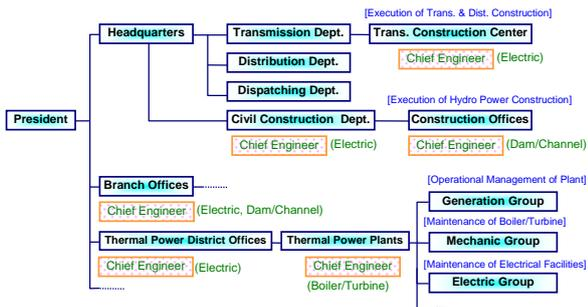 [Execution of Trans. & Dist. Construction]
Headquarters
Transmission Dept.
Trans. Construction Center
Chief Engineer (Electric)
Distribution Dept.
Dispatching Dept.
[Execution of Hydro Power Construction]
President
Civil Construction Dept.
Construction Offices
Chief Engineer (Electric)
Chief Engineer (Dam/Channel)
[Operational Management of Plant]
Branch Offices
Generation Group
Chief Engineer (Electric, Dam/Channel)
[Maintenance of Boiler/Turbine]
Thermal Power District Offices
Thermal Power Plants
Mechanic Group
Chief Engineer (Electric)
Chief Engineer
(Boiler/Turbine)
[Maintenance of Electrical Facilities]
Electric Group